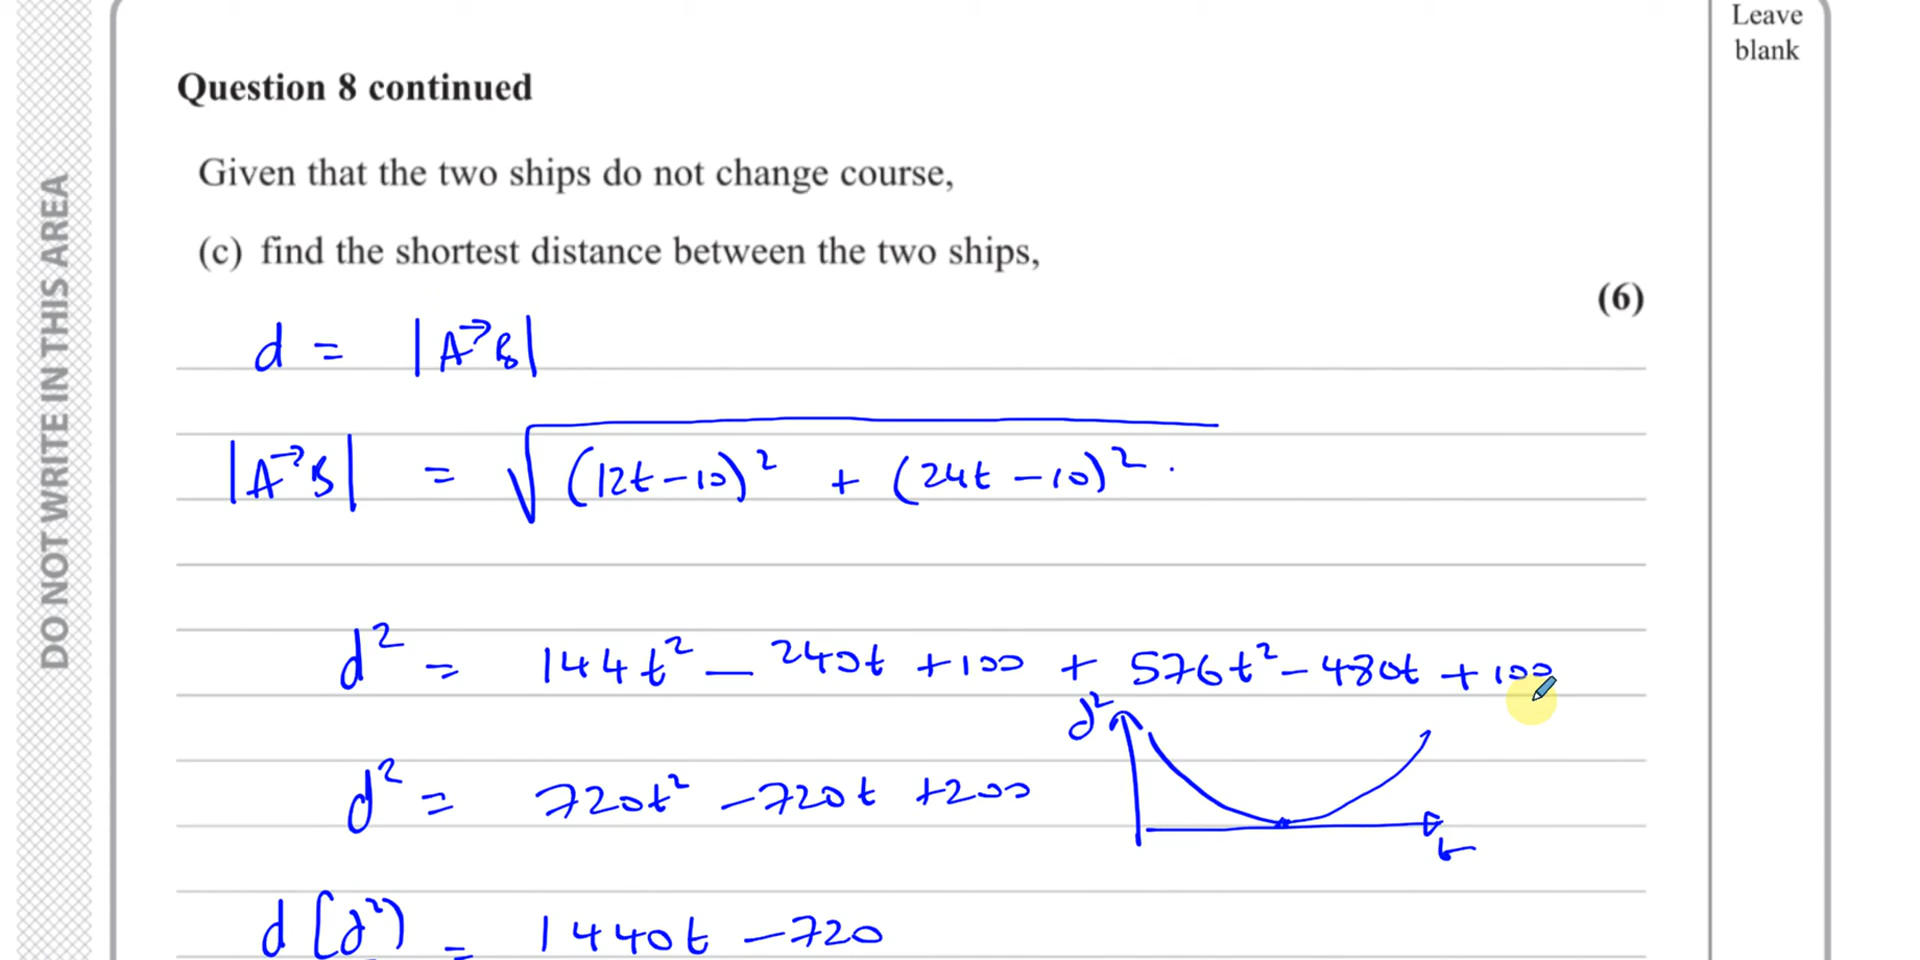 Leave
blank
DO NOT WRITE IN THIS AREA
Question 8 continued
Given that the two ships do not change course,
(c) find the shortest distance between the two ships,
(6)
d = |A→B|
|A→B| = √(12t-10)² + (24t-10)².
d² = 144t² - 240t + 100 + 576t² - 480t + 100
d²
d² = 720t² - 720t + 200
t
d(d²) = 1440t - 720